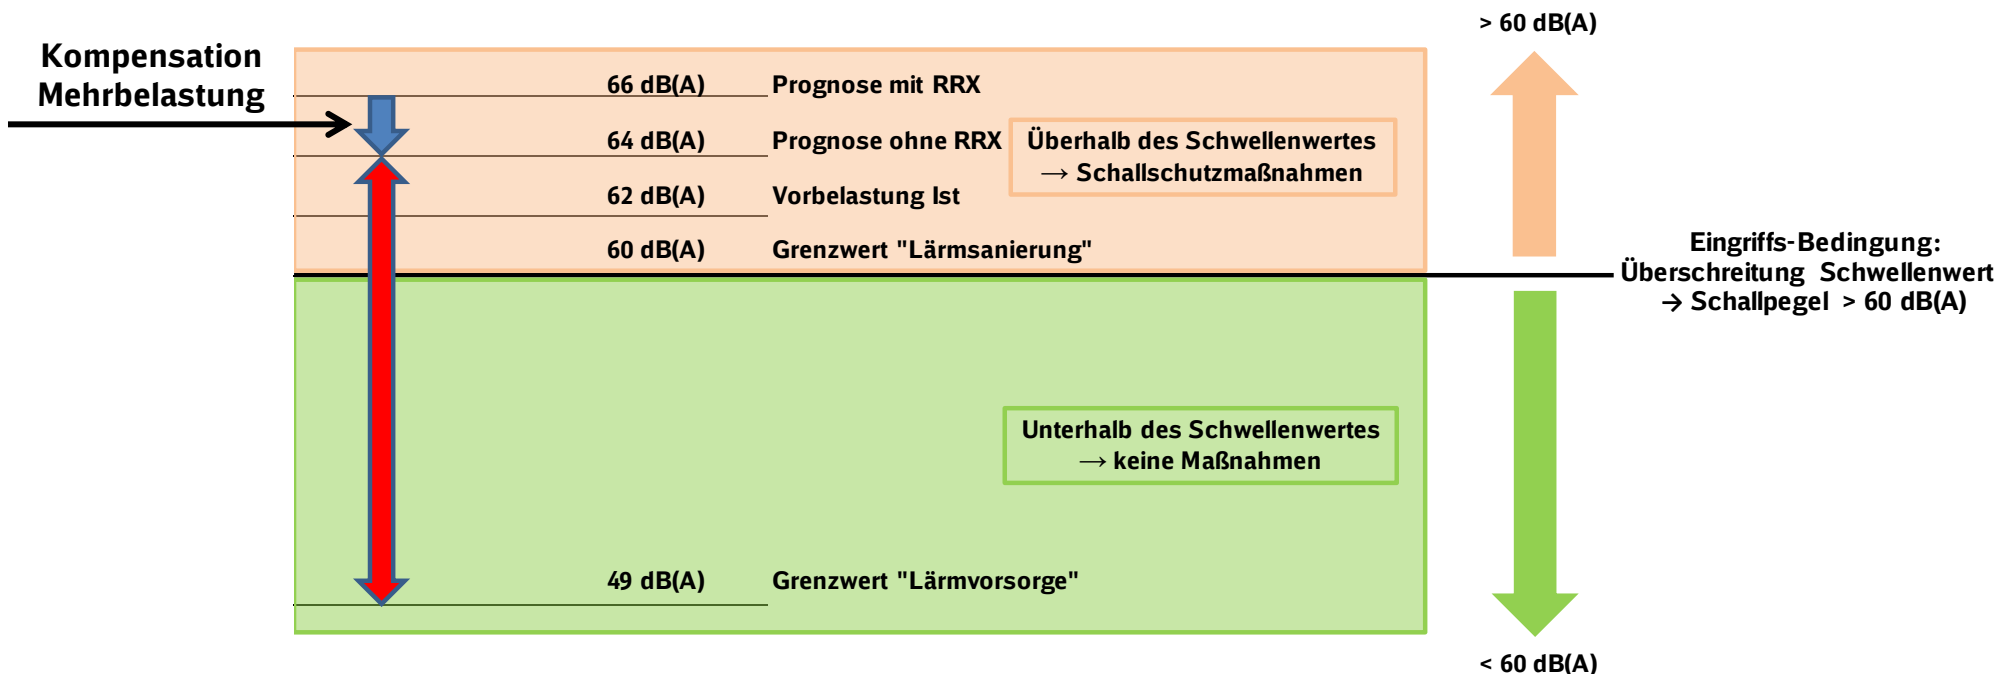 > 60 dB(A)
Kompensation
Mehrbelastung
66 dB(A) Prognose mit RRX
64 dB(A) Prognose ohne RRX
Überhalb des Schwellenwertes
→ Schallschutzmaßnahmen
62 dB(A) Vorbelastung Ist
60 dB(A) Grenzwert "Lärmsanierung"
Eingriffs-Bedingung:
Überschreitung Schwellenwert
→ Schallpegel > 60 dB(A)
Unterhalb des Schwellenwertes
→ keine Maßnahmen
49 dB(A) Grenzwert "Lärmvorsorge"
< 60 dB(A)